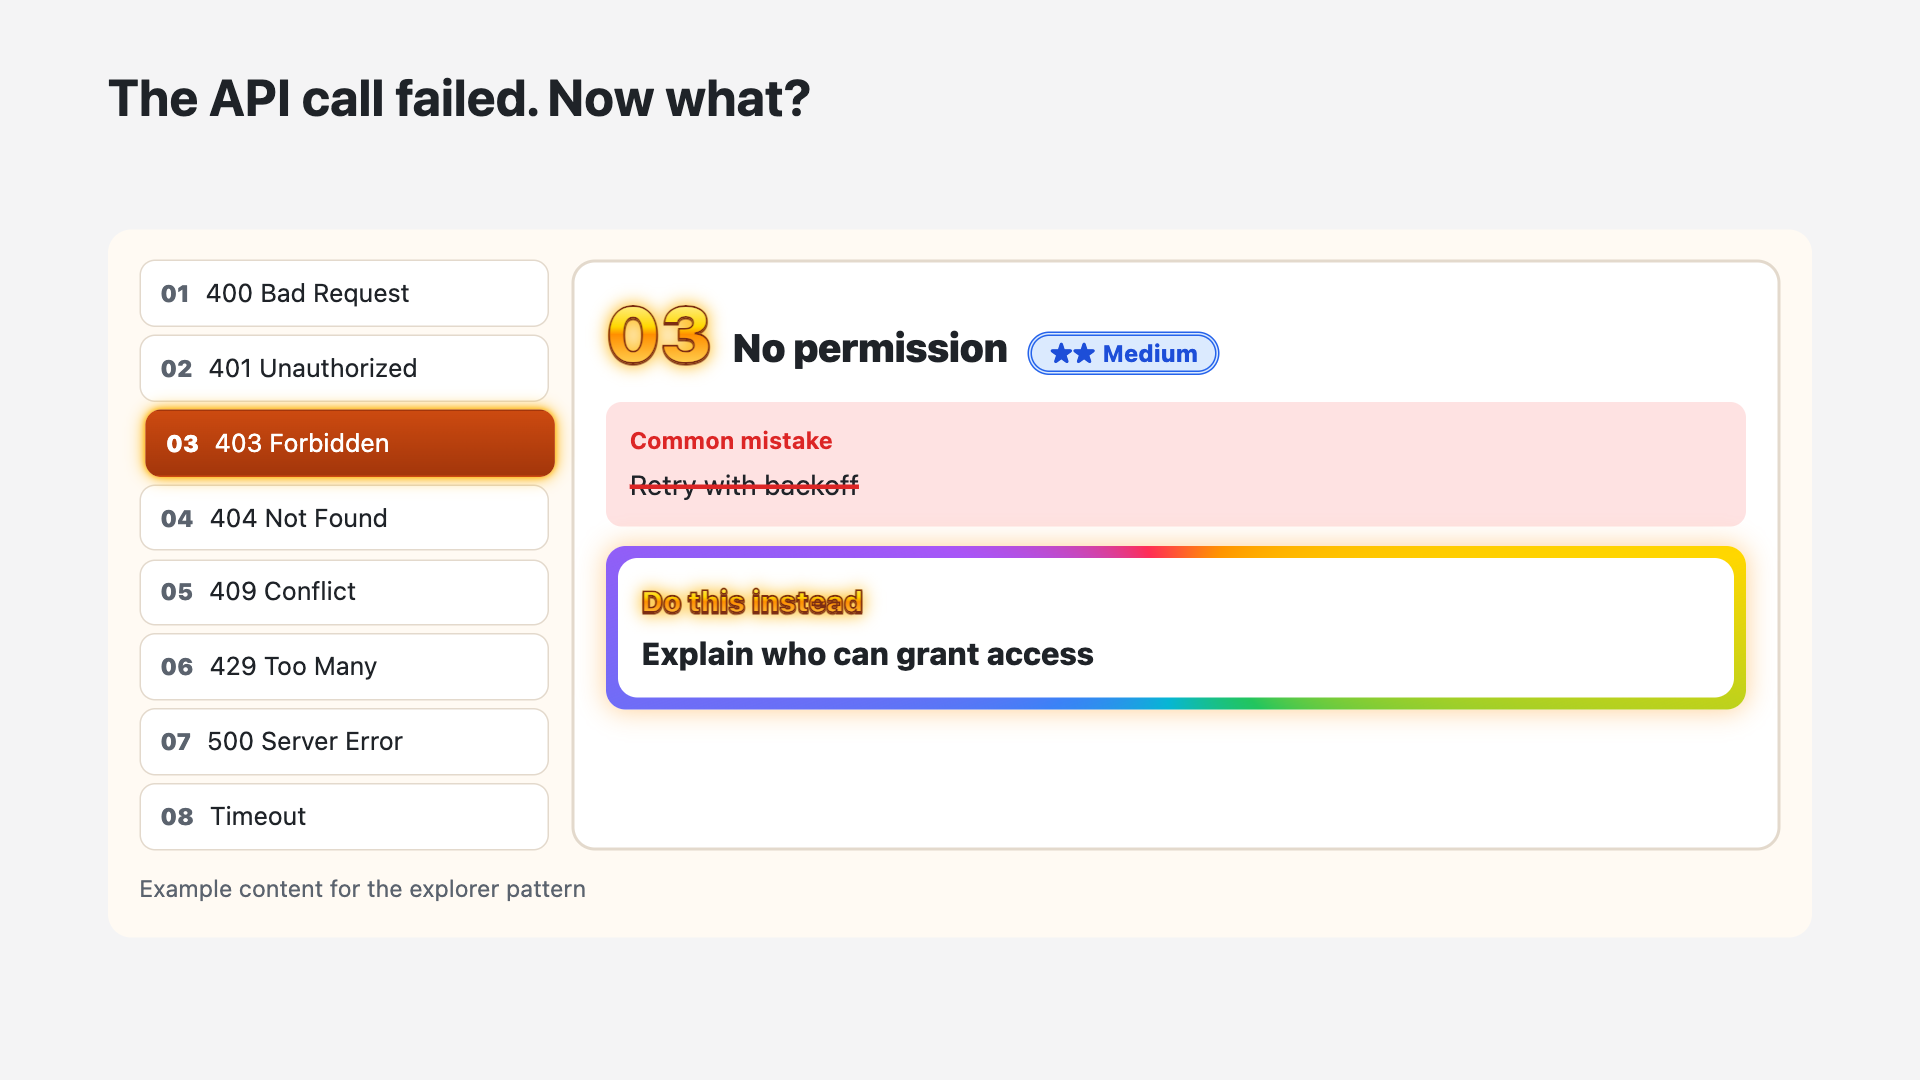 The API call failed. Now what?
01 400 Bad Request
02 401 Unauthorized
03 403 Forbidden
04 404 Not Found
05 409 Conflict
06 429 Too Many
07 500 Server Error
08 Timeout
03 No permission ★★ Medium
Common mistake
Retry with backoff
Do this instead
Explain who can grant access
Example content for the explorer pattern